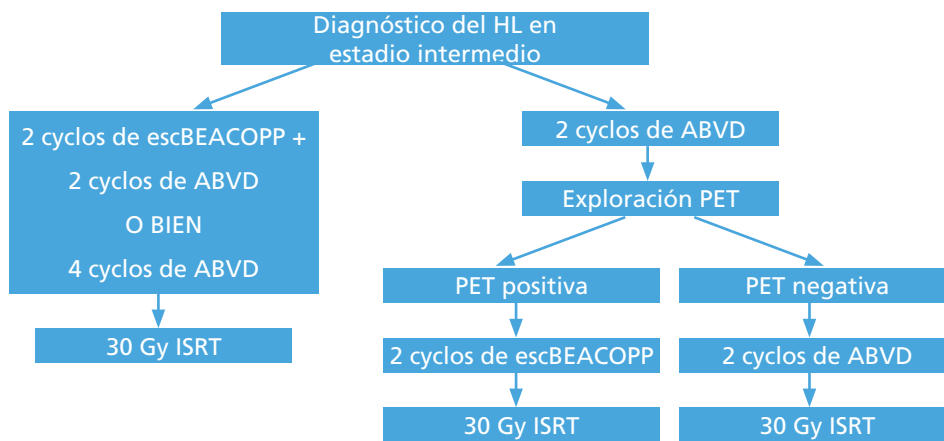 Diagnóstico del HL en
estadio intermedio
2 cyclos de escBEACOPP +
2 cyclos de ABVD
O BIEN
4 cyclos de ABVD
30 Gy ISRT
2 cyclos de ABVD
Exploración PET
PET positiva
PET negativa
2 cyclos de escBEACOPP
2 cyclos de ABVD
30 Gy ISRT
30 Gy ISRT